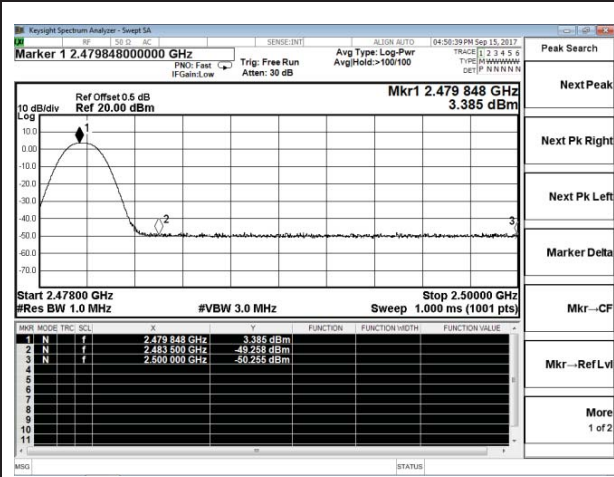 Keysight Spectrum Analyzer - Swept SA
RF 50 Ω AC SENSE:INT ALIGN AUTO 04:50:39 PM Sep 15, 2017
Marker 1 2.479848000000 GHz
PNO: Fast
IFGain:Low
Trig: Free Run
Atten: 30 dB
Avg Type: Log-Pwr
Avg|Hold:>100/100
TRACE 1 2 3 4 5 6
TYPE M W W W W W
DET P N N N N N
Peak Search
Next Peak
Next Pk Right
Next Pk Left
Marker Delta
Mkr→CF
Mkr→Ref Lvl
More
1 of 2
Ref Offset 0.5 dB
10 dB/div Ref 20.00 dBm
Log
Mkr1 2.479 848 GHz
3.385 dBm
10.0
0.00
-10.0
-20.0
-30.0
-40.0
-50.0
-60.0
-70.0
1
2
3
Start 2.47800 GHz Stop 2.50000 GHz
#Res BW 1.0 MHz #VBW 3.0 MHz Sweep 1.000 ms (1001 pts)
MKR MODE TRC SCL X Y FUNCTION FUNCTION WIDTH FUNCTION VALUE
1 N f 2.479 848 GHz 3.385 dBm
2 N f 2.483 500 GHz -49.258 dBm
3 N f 2.500 000 GHz -50.255 dBm
4
5
6
7
8
9
10
11
MSG STATUS